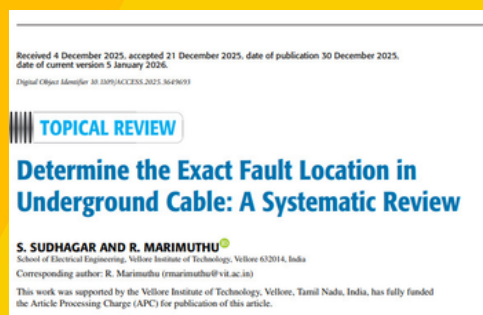 Received 4 December 2025, accepted 21 December 2025, date of publication 30 December 2025,
date of current version 5 January 2026.
Digital Object Identifier 10.1109/ACCESS.2025.3649693
TOPICAL REVIEW
Determine the Exact Fault Location in
Underground Cable: A Systematic Review
S. SUDHAGAR AND R. MARIMUTHU
School of Electrical Engineering, Vellore Institute of Technology, Vellore 632014, India
Corresponding author: R. Marimuthu (rmarimuthu@vit.ac.in)
This work was supported by the Vellore Institute of Technology, Vellore, Tamil Nadu, India, has fully funded
the Article Processing Charge (APC) for publication of this article.